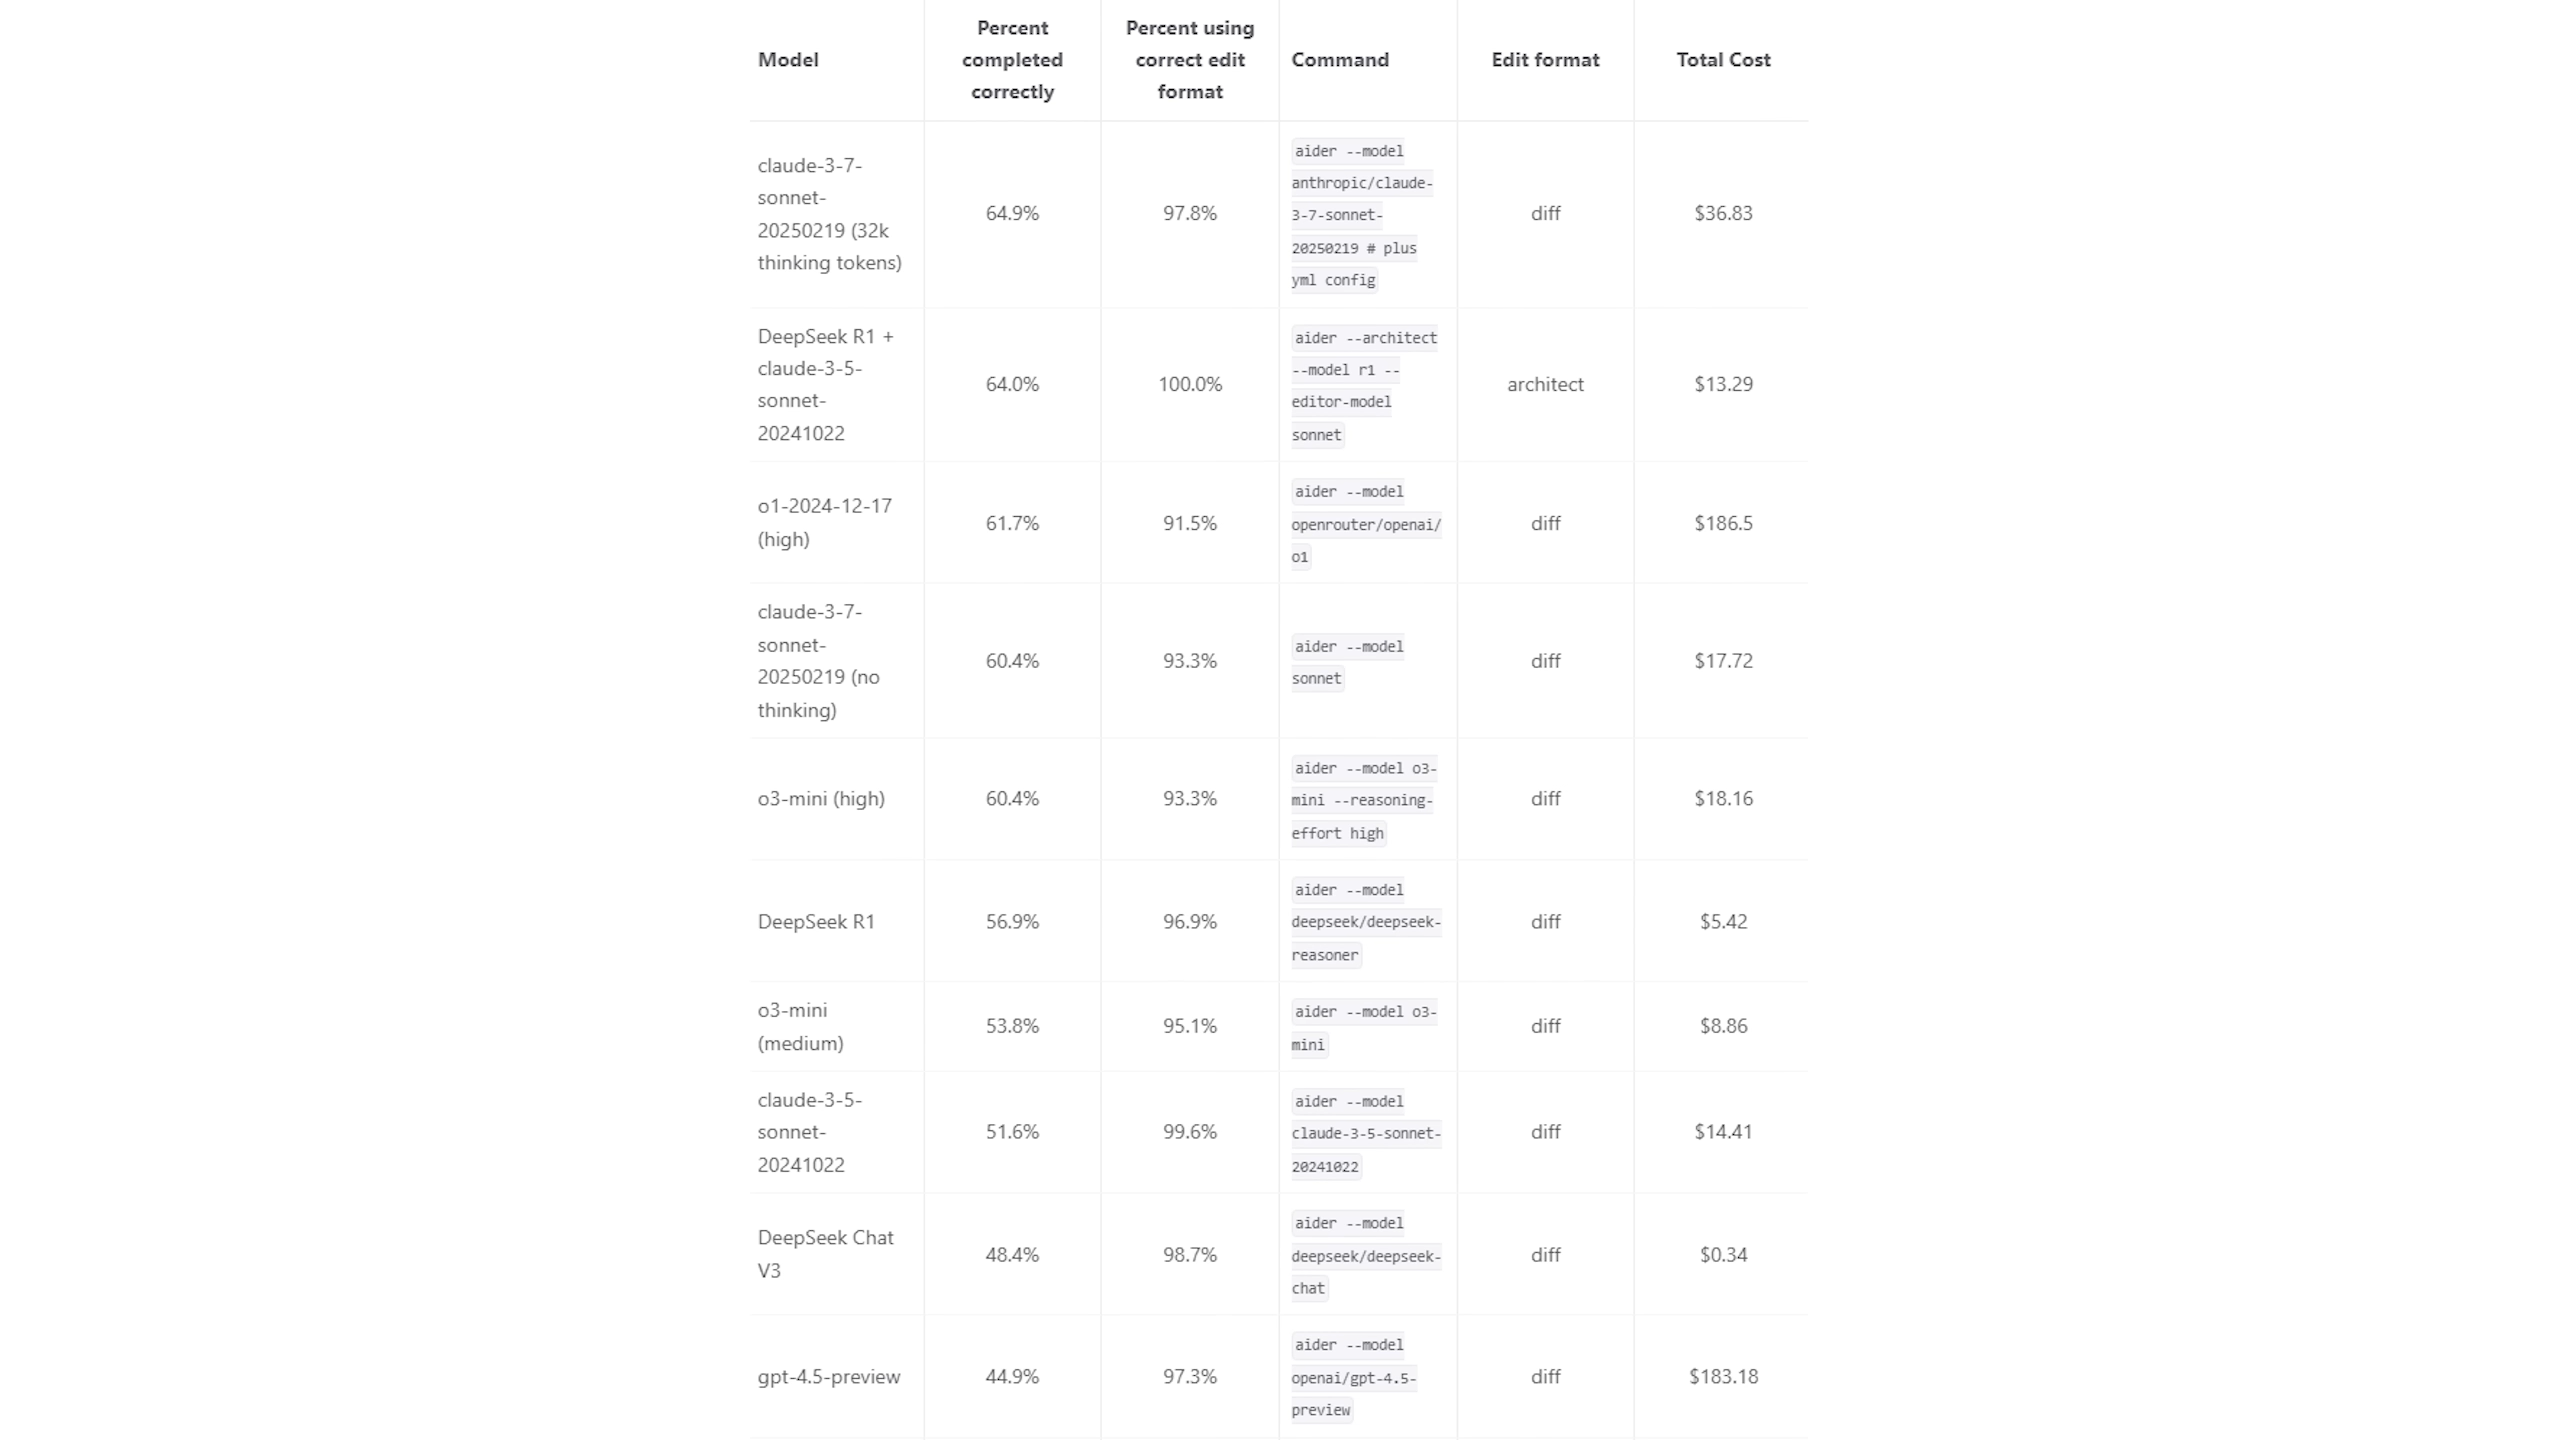 Model
Percent
completed
correctly
Percent using
correct edit
format
Command
Edit format
Total Cost
claude-3-7-
sonnet-
20250219 (32k
thinking tokens)
64.9%
97.8%
aider --model
anthropic/claude-
3-7-sonnet-
20250219 # plus
yml config
diff
$36.83
DeepSeek R1 +
claude-3-5-
sonnet-
20241022
64.0%
100.0%
aider --architect
--model r1 --
editor-model
sonnet
architect
$13.29
o1-2024-12-17
(high)
61.7%
91.5%
aider --model
openrouter/openai/
o1
diff
$186.5
claude-3-7-
sonnet-
20250219 (no
thinking)
60.4%
93.3%
aider --model
sonnet
diff
$17.72
o3-mini (high)
60.4%
93.3%
aider --model o3-
mini --reasoning-
effort high
diff
$18.16
DeepSeek R1
56.9%
96.9%
aider --model
deepseek/deepseek-
reasoner
diff
$5.42
o3-mini
(medium)
53.8%
95.1%
aider --model o3-
mini
diff
$8.86
claude-3-5-
sonnet-
20241022
51.6%
99.6%
aider --model
claude-3-5-sonnet-
20241022
diff
$14.41
DeepSeek Chat
V3
48.4%
98.7%
aider --model
deepseek/deepseek-
chat
diff
$0.34
gpt-4.5-preview
44.9%
97.3%
aider --model
openai/gpt-4.5-
preview
diff
$183.18